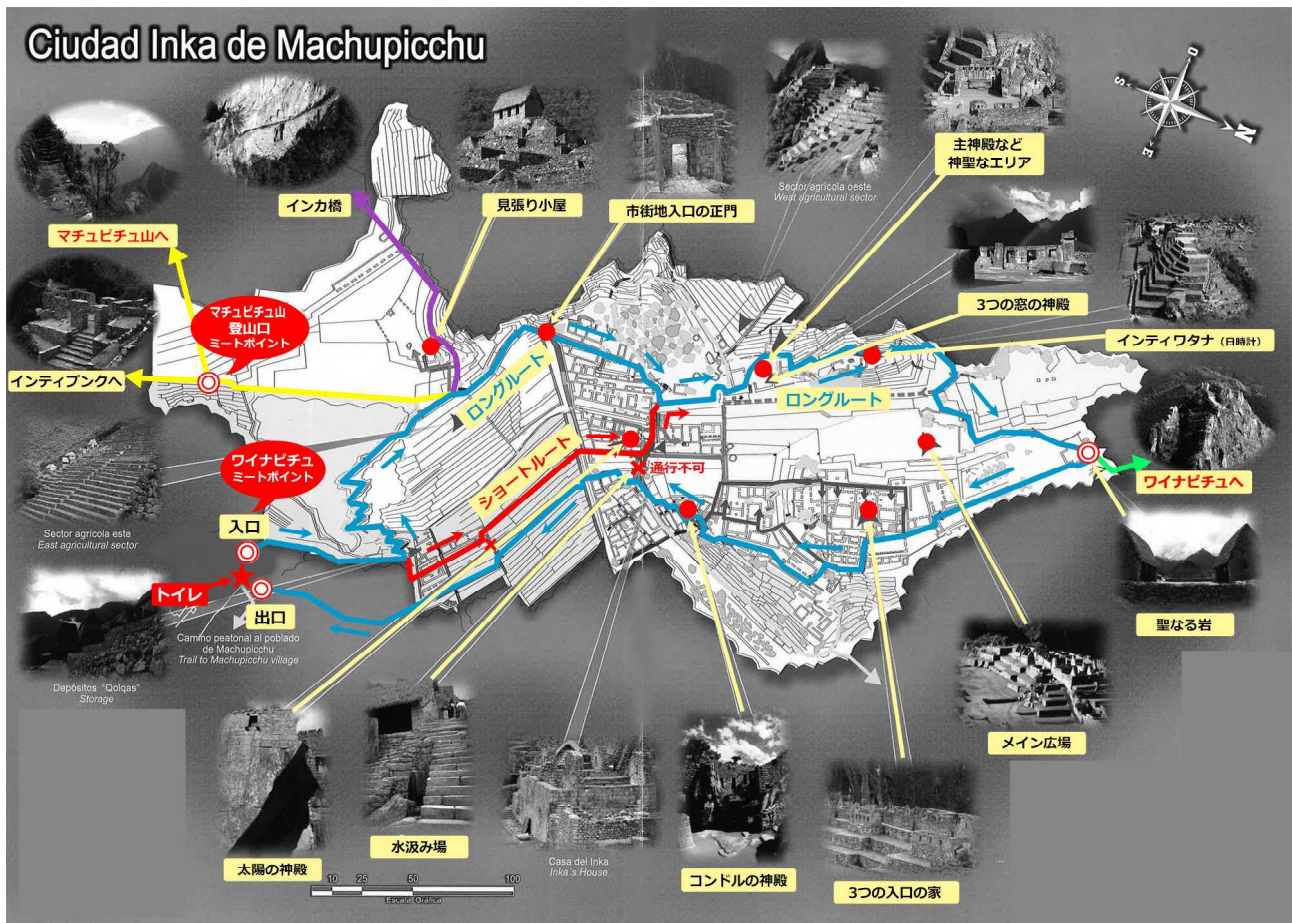 Ciudad Inka de Machupicchu
O
S
N
E
主神殿など
神聖なエリア
インカ橋
見張り小屋
市街地入口の正門
Sector agrícola oeste
West agricultural sector
マチュピチュ山へ
3つの窓の神殿
マチュピチュ山
登山口
ミートポイント
インティワタナ（日時計）
インティプンクへ
ロングルート
ロングルート
ショートルート
通行不可
ワイナピチュ
ミートポイント
ワイナピチュへ
入口
Sector agrícola este
East agricultural sector
トイレ
出口
聖なる岩
Camino peatonal al poblado
de Machupicchu
Trail to Machupicchu village
Depósitos "Qolqas"
Storage
メイン広場
水汲み場
太陽の神殿
Casa del Inka
Inka´s House
コンドルの神殿
3つの入口の家
10 25 50 100
Escala Gráfica